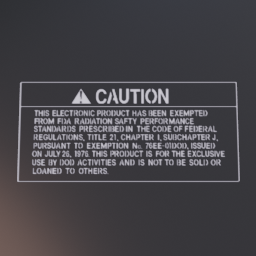 CAUTION
THIS ELECTRONIC PRODUCT HAS BEEN EXEMPTED
FROM FDA RADIATION SAFTY PERFORMANCE
STANDARDS PRESCRIBED IN THE CODE OF FEDERAL
REGULATIONS, TITLE 21, CHAPTER I, SUBCHAPTER J,
PURSUANT TO EXEMPTION No. 76EE-01DOD, ISSUED
ON JULY 26, 1976 THIS PRODUCT IS FOR THE EXCLUSIVE
USE BY DOD ACTIVITIES AND IS NOT TO BE SOLD OR
LOANED TO OTHERS.